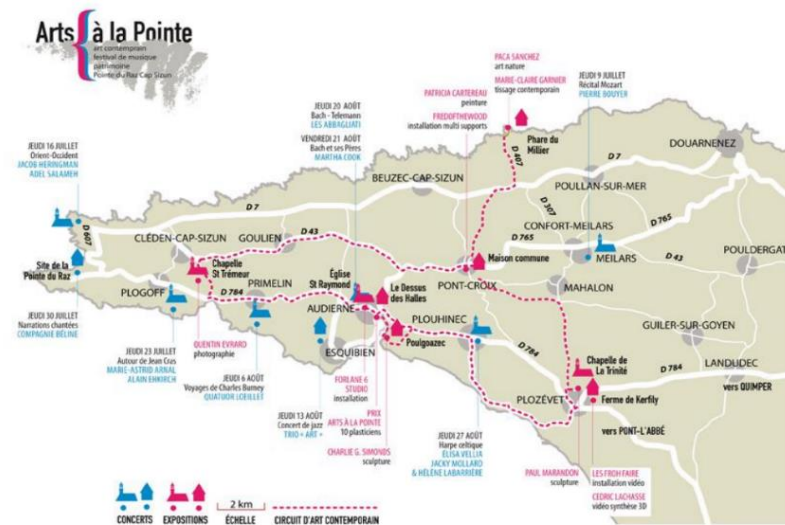 Arts à la Pointe
art contemporain
festival de musique
patrimoine
Pointe du Raz Cap Sizun
PACA SANCHEZ
art nature
MARIE-CLAIRE GARNIER
tissage contemporain
JEUDI 9 JUILLET
Récital Mozart
PIERRE BOUYER
PATRICIA CARTEREAU
peinture
FREDOFTHEWOOD
installation multi supports
JEUDI 20 AOÛT
Bach - Telemann
LES ABBAGLIATI
VENDREDI 21 AOÛT
Bach et ses Pères
MARTHA COOK
JEUDI 16 JUILLET
Orient-Occident
JACOB HERINGMAN
ADEL SALAMEH
Phare du
Millier
D 407
DOUARNENEZ
D 7
BEUZEC-CAP-SIZUN
POULLAN-SUR-MER
D 307
D 7
D 607
CONFORT-MEILARS
D 765
D 43
CLÉDEN-CAP-SIZUN
GOULIEN
D 765
Maison commune
MEILARS
D 43
POULDERGAT
Site de la
Pointe du Raz
Chapelle
St Trémeur
Église
St Raymond
Le Dessus
des Halles
PONT-CROIX
MAHALON
PLOGOFF
D 784
PRIMELIN
AUDIERNE
PLOUHINEC
GUILER-SUR-GOYEN
Poulgoazec
ESQUIBIEN
D 784
Chapelle de
La Trinité
D 784
LANDUDEC
vers QUIMPER
PLOZÉVET
Ferme de Kerfily
vers PONT-L'ABBÉ
JEUDI 30 JUILLET
Narrations chantées
COMPAGNIE BÉLINE
QUENTIN EVRARD
photographie
JEUDI 23 JUILLET
Autour de Jean Cras
MARIE-ASTRID ARNAL
ALAIN EHKIRCH
JEUDI 6 AOÛT
Voyages de Charles Burney
QUATUOR LOEILLET
JEUDI 13 AOÛT
Concert de jazz
TRIO « ART »
FORLANE 6
STUDIO
installation
PRIX
ARTS À LA POINTE
10 plasticiens
CHARLIE G. SIMONDS
sculpture
JEUDI 27 AOÛT
Harpe celtique
ELISA VELLIA
JACKY MOLLARD
& HÉLÈNE LABARRIÈRE
PAUL MARANDON
sculpture
LES FROH FAIRE
installation vidéo
CEDRIC LACHASSE
vidéo synthèse 3D
CONCERTS
EXPOSITIONS
2 km
ÉCHELLE
CIRCUIT D'ART CONTEMPORAIN